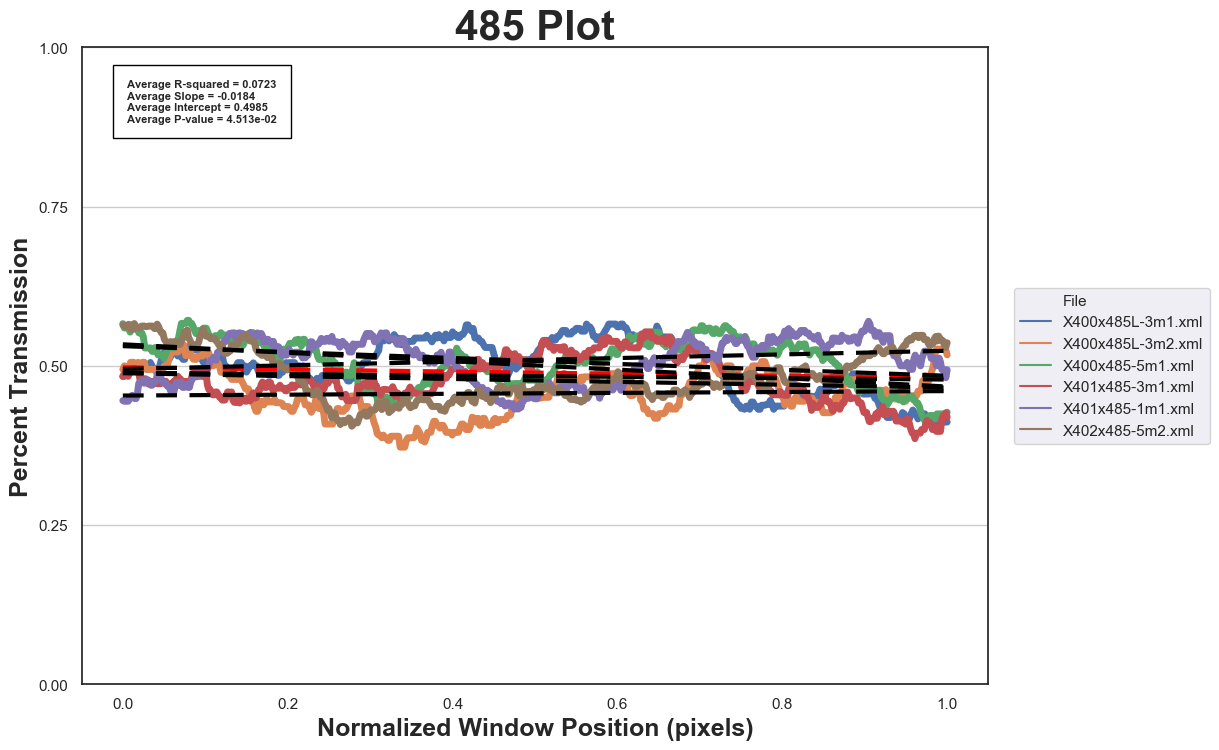 485 Plot
1.00
Average R-squared = 0.0723
Average Slope = -0.0184
Average Intercept = 0.4985
Average P-value = 4.513e-02
0.75
Percent Transmission
File
X400x485L-3m1.xml
X400x485L-3m2.xml
X400x485-5m1.xml
X401x485-3m1.xml
X401x485-1m1.xml
X402x485-5m2.xml
0.50
0.25
0.00
0.0 0.2 0.4 0.6 0.8 1.0
Normalized Window Position (pixels)